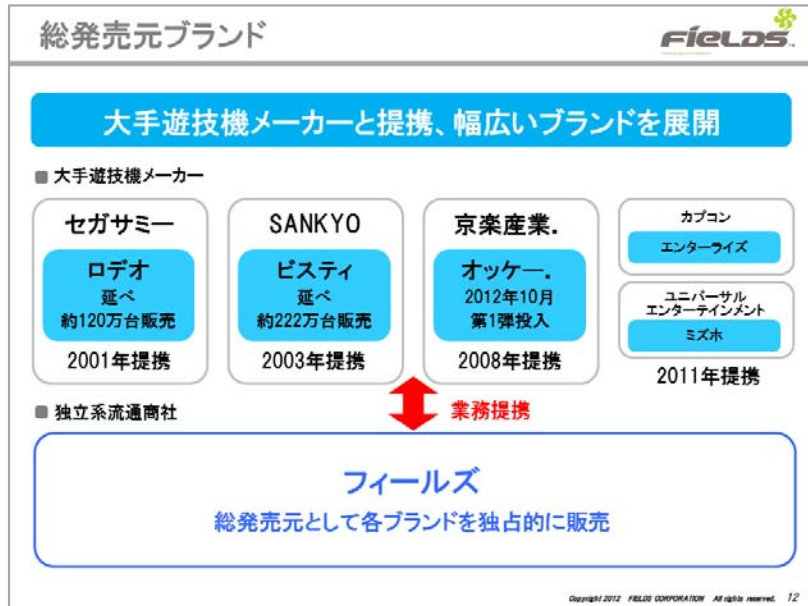 総発売元ブランド
FIELDS
大手遊技機メーカーと提携、幅広いブランドを展開
■ 大手遊技機メーカー
セガサミー
ロデオ
延べ
約120万台販売
2001年提携
SANKYO
ビスティ
延べ
約222万台販売
2003年提携
京楽産業.
オッケー.
2012年10月
第1弾投入
2008年提携
カプコン
エンターライズ
ユニバーサル
エンターテインメント
ミズホ
2011年提携
業務提携
■ 独立系流通商社
フィールズ
総発売元として各ブランドを独占的に販売
Copyright 2012 FIELDS CORPORATION All rights reserved. 12